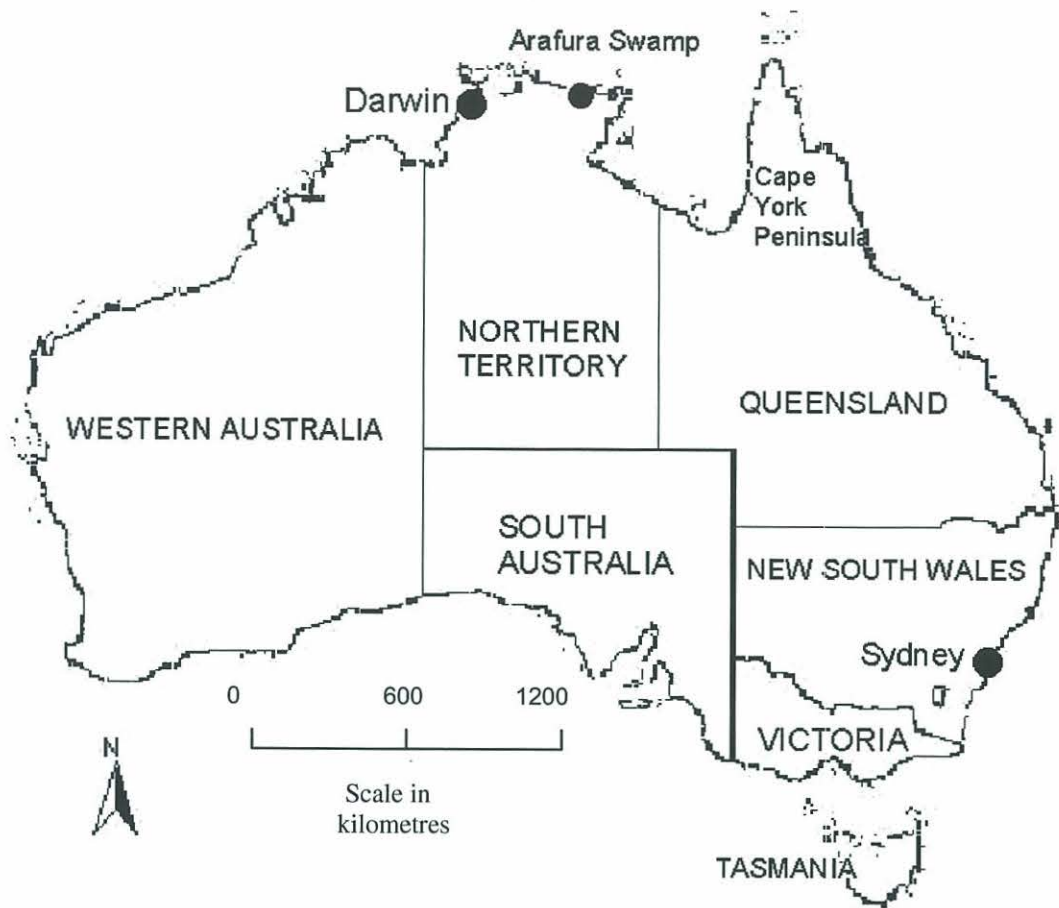 Arafura Swamp
Darwin
Cape
York
Peninsula
NORTHERN
TERRITORY
QUEENSLAND
WESTERN AUSTRALIA
SOUTH
AUSTRALIA
NEW SOUTH WALES
Sydney
0 600 1200
VICTORIA
N
Scale in
kilometres
TASMANIA